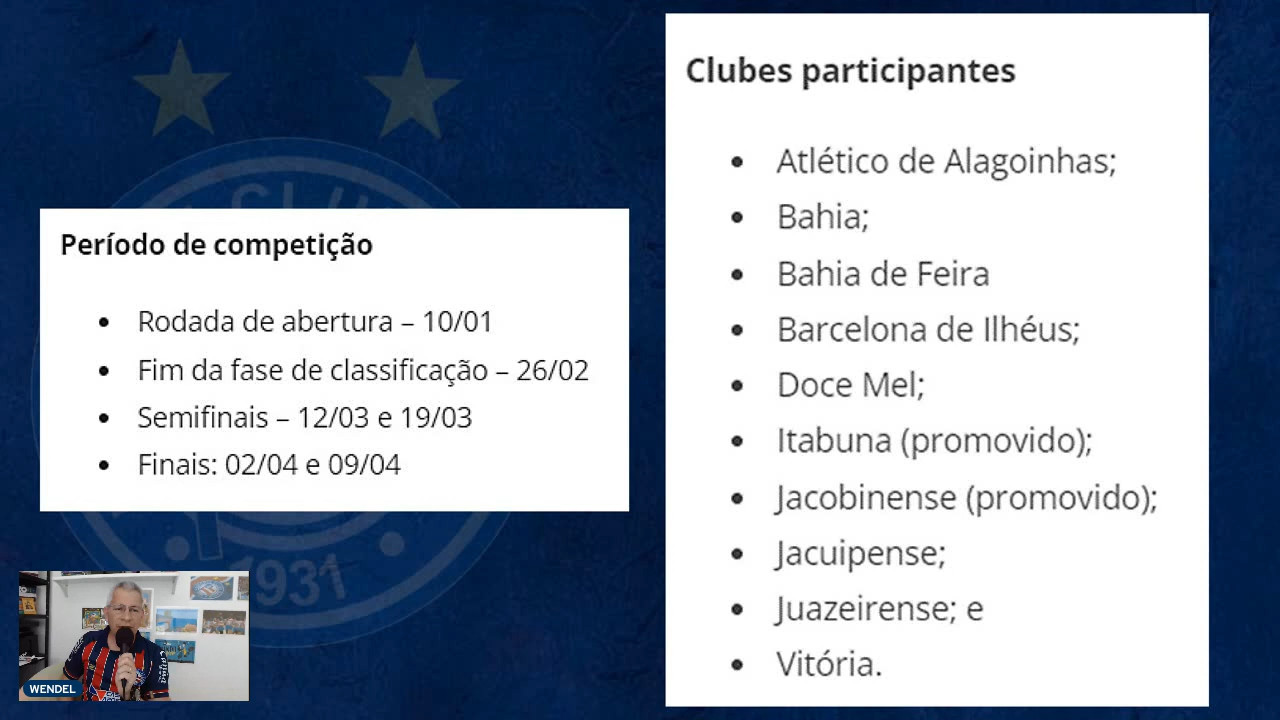 Clubes participantes
Atlético de Alagoinhas;
Bahia;
Bahia de Feira
Barcelona de Ilhéus;
Doce Mel;
Itabuna (promovido);
Jacobinense (promovido);
Jacuipense;
Juazeirense; e
Vitória.
Período de competição
Rodada de abertura – 10/01
Fim da fase de classificação – 26/02
Semifinais – 12/03 e 19/03
Finais: 02/04 e 09/04
1931
WENDEL